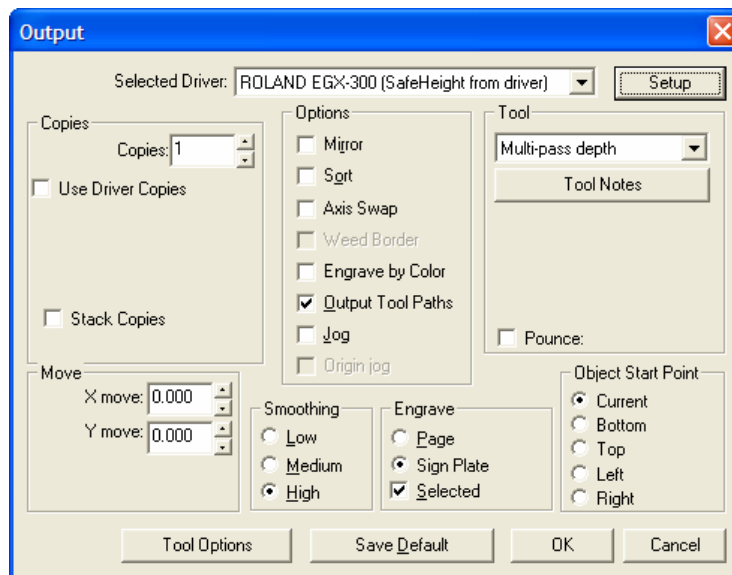 Output
Selected Driver: ROLAND EGX-300 (SafeHeight from driver)
Setup
Copies
Copies: 1
Use Driver Copies
Stack Copies
Options
Mirror
Sort
Axis Swap
Weed Border
Engrave by Color
Output Tool Paths
Jog
Origin jog
Tool
Multi-pass depth
Tool Notes
Pounce:
Move
X move: 0.000
Y move: 0.000
Smoothing
Low
Medium
High
Engrave
Page
Sign Plate
Selected
Object Start Point
Current
Bottom
Top
Left
Right
Tool Options
Save Default
OK
Cancel